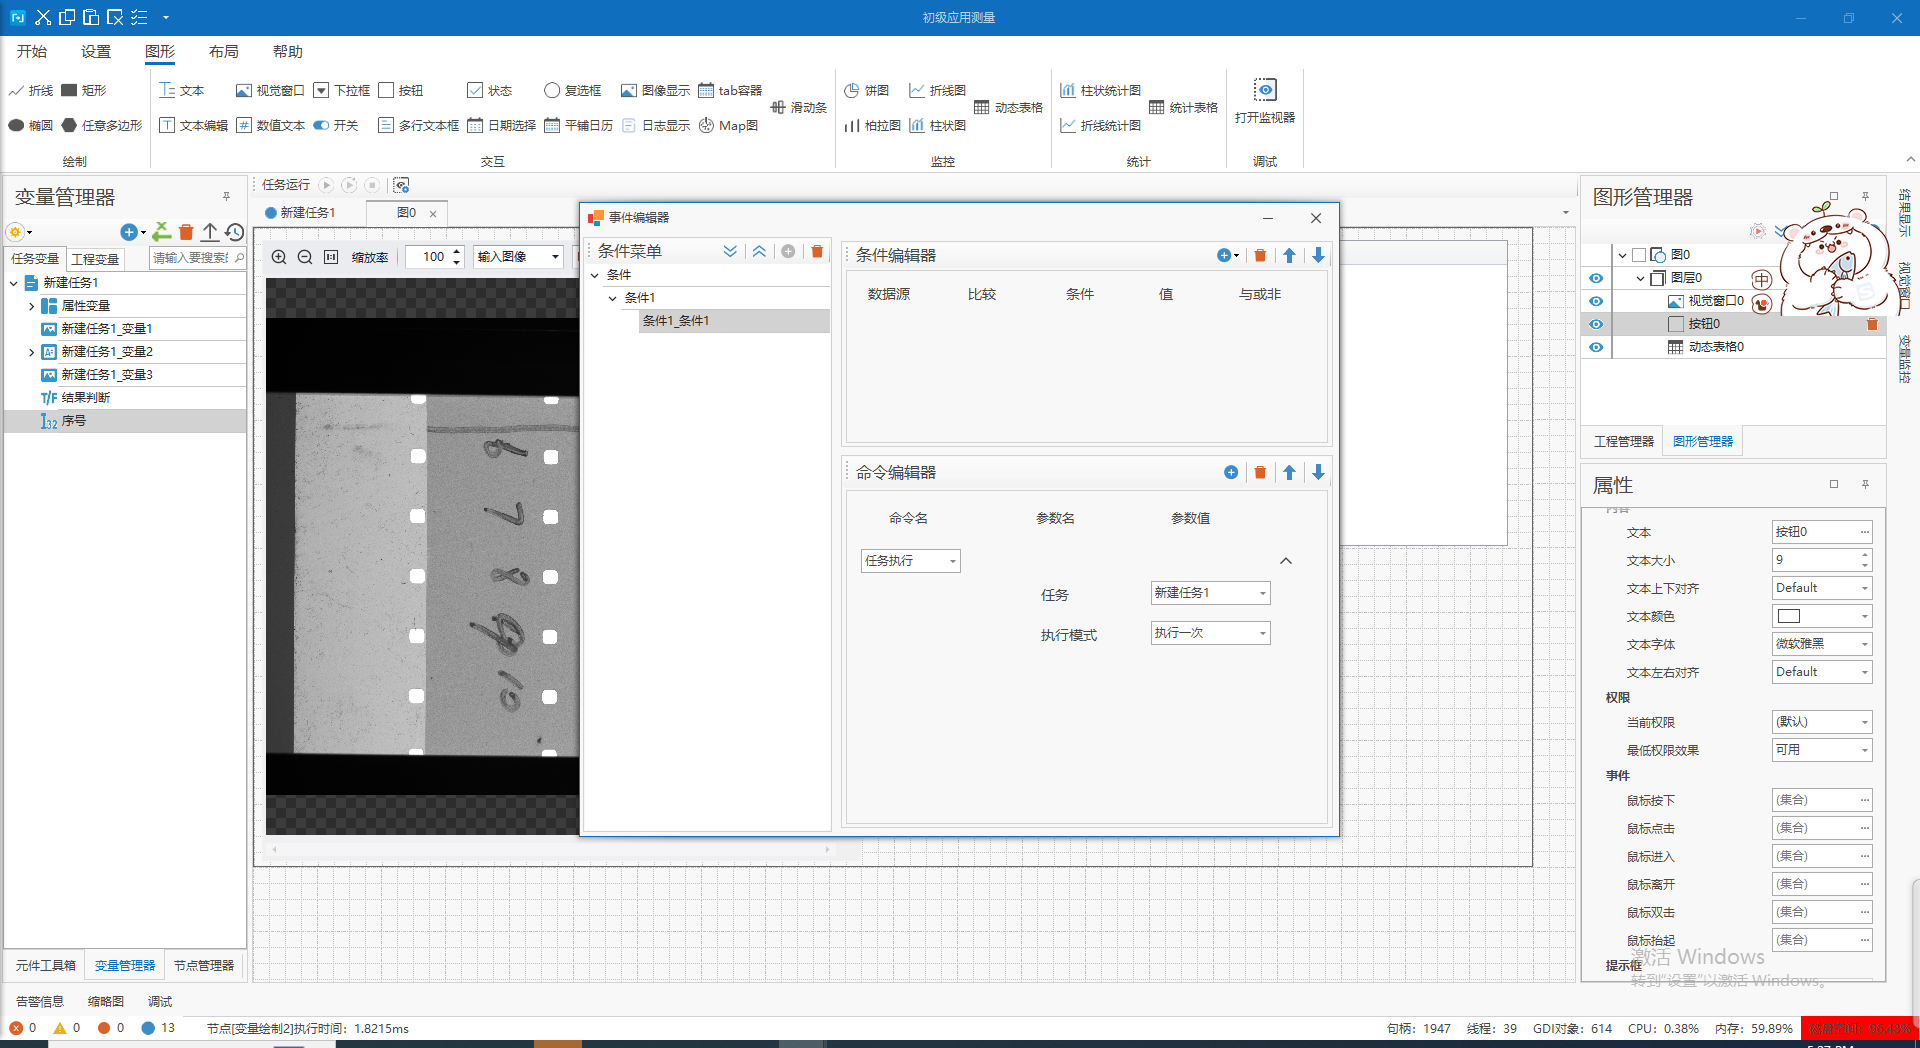 初级应用测量
开始 设置 图形 布局 帮助
折线 矩形 文本 视觉窗口 下拉框 按钮 状态 复选框 图像显示 tab容器 滑动条 饼图 折线图 动态表格 柱状统计图 统计表格 打开监视器
椭圆 任意多边形 文本编辑 数值文本 开关 多行文本框 日期选择 平铺日历 日志显示 Map图 柏拉图 柱状图 折线统计图
绘制 交互 监控 统计 调试
变量管理器
任务变量 工程变量 请输入要搜索
新建任务1
属性变量
新建任务1_变量1
新建任务1_变量2
新建任务1_变量3
T/F 结果判断
I32 序号
元件工具箱 变量管理器 节点管理器
任务运行
新建任务1 图0
缩放率 100 输入图像
7
8
事件编辑器
条件菜单
条件
条件1
条件1_条件1
条件编辑器
数据源 比较 条件 值 与或非
命令编辑器
命令名 参数名 参数值
任务执行
任务 新建任务1
执行模式 执行一次
图形管理器
图0
图层0
视觉窗口0
按钮0
动态表格0
中
工程管理器 图形管理器
结果显示
视觉窗口
变量监控
属性
内容
文本 按钮0
文本大小 9
文本上下对齐 Default
文本颜色
文本字体 微软雅黑
文本左右对齐 Default
权限
当前权限 (默认)
最低权限效果 可用
事件
鼠标按下 (集合)
鼠标点击 (集合)
鼠标进入 (集合)
鼠标离开 (集合)
鼠标双击 (集合)
鼠标抬起 (集合)
提示框
激活 Windows
转到“设置”以激活 Windows。
告警信息 缩略图 调试
0 0 0 13 节点[变量绘制2]执行时间：1.8215ms
句柄：1947 线程：39 GDI对象：614 CPU：0.38% 内存：59.89%